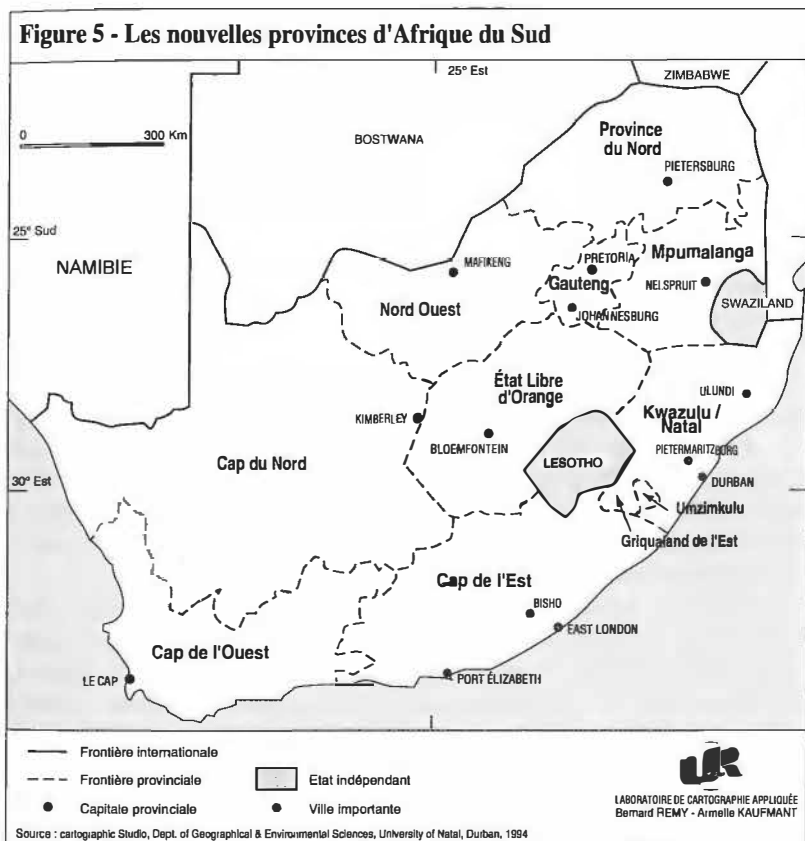 Figure 5 - Les nouvelles provinces d'Afrique du Sud
25° Est
ZIMBABWE
0 300 Km
BOSTWANA
Province
du Nord
PIETERSBURG
25° Sud
NAMIBIE
MAFIKENG
PRETORIA
Mpumalanga
Gauteng
NELSPRUIT
SWAZILAND
Nord Ouest
JOHANNESBURG
État Libre
d'Orange
ULUNDI
KIMBERLEY
Kwazulu /
Natal
BLOEMFONTEIN
PIETERMARITZBURG
Cap du Nord
LESOTHO
DURBAN
30° Est
Umzimkulu
Griqualand de l'Est
Cap de l'Est
BISHO
EAST LONDON
Cap de l'Ouest
LE CAP
PORT ÉLIZABETH
Frontière internationale
Frontière provinciale
Etat indépendant
Capitale provinciale
Ville importante
UR
LABORATOIRE DE CARTOGRAPHIE APPLIQUÉE
Bernard REMY - Armelle KAUFMANT
Source : cartographic Studio, Dept. of Geographical & Environmental Sciences, University of Natal, Durban, 1994